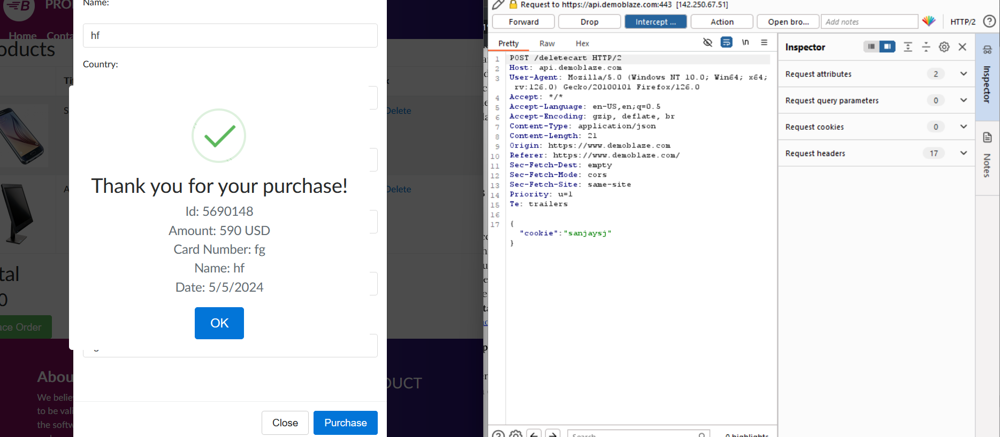 Name:
PRO
Home Conta
hf
oducts
Country:
Ti
S
Delete
A
Delete
Thank you for your purchase!
Id: 5690148
Amount: 590 USD
Card Number: fg
Name: hf
Date: 5/5/2024
OK
tal
0
ace Order
Abou
DUCT
We belie
to be vali
the softw
Close
Purchase
Request to https://api.demoblaze.com:443 [142.250.67.51]
Forward
Drop
Intercept ...
Action
Open bro...
Add notes
HTTP/2
Pretty
Raw
Hex
\n
1 POST /deletecart HTTP/2
2 Host: api.demoblaze.com
3 User-Agent: Mozilla/5.0 (Windows NT 10.0; Win64; x64;
rv:126.0) Gecko/20100101 Firefox/126.0
4 Accept: */*
5 Accept-Language: en-US,en;q=0.5
6 Accept-Encoding: gzip, deflate, br
7 Content-Type: application/json
8 Content-Length: 21
9 Origin: https://www.demoblaze.com
10 Referer: https://www.demoblaze.com/
11 Sec-Fetch-Dest: empty
12 Sec-Fetch-Mode: cors
13 Sec-Fetch-Site: same-site
14 Priority: u=1
15 Te: trailers
16
17 {
"cookie":"sanjaysj"
}
Search
0 highlights
Inspector
Request attributes 2
Request query parameters 0
Request cookies 0
Request headers 17
Inspector
Notes